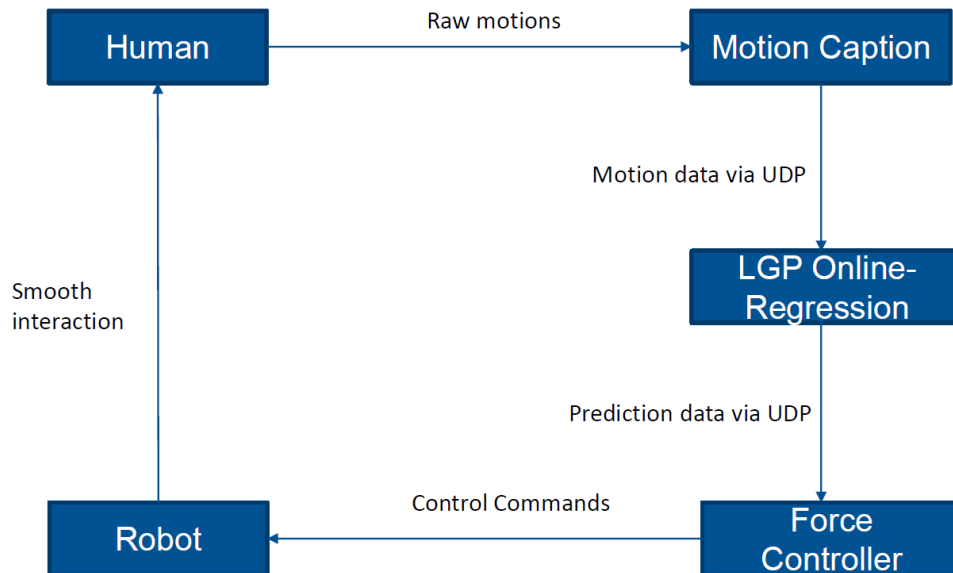 Raw motions
Human
Motion Caption
Motion data via UDP
LGP Online-
Regression
Smooth
interaction
Prediction data via UDP
Control Commands
Robot
Force
Controller